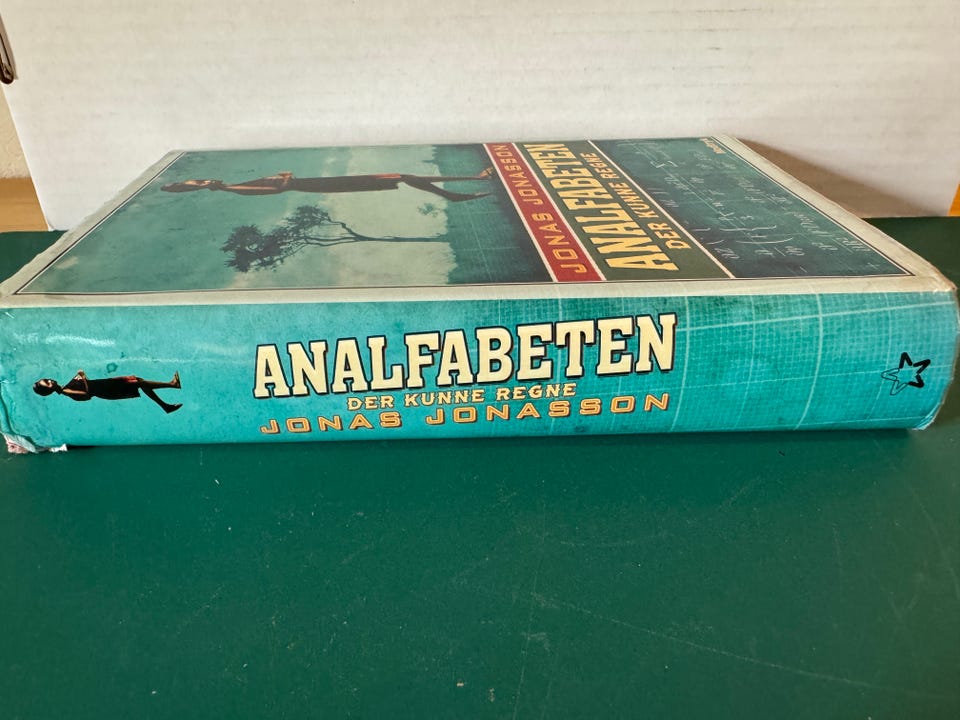 JONAS JONASSON
ANALFABETEN
DER KUNNE REGNE
ANALFABETEN
DER KUNNE REGNE
JONAS JONASSON